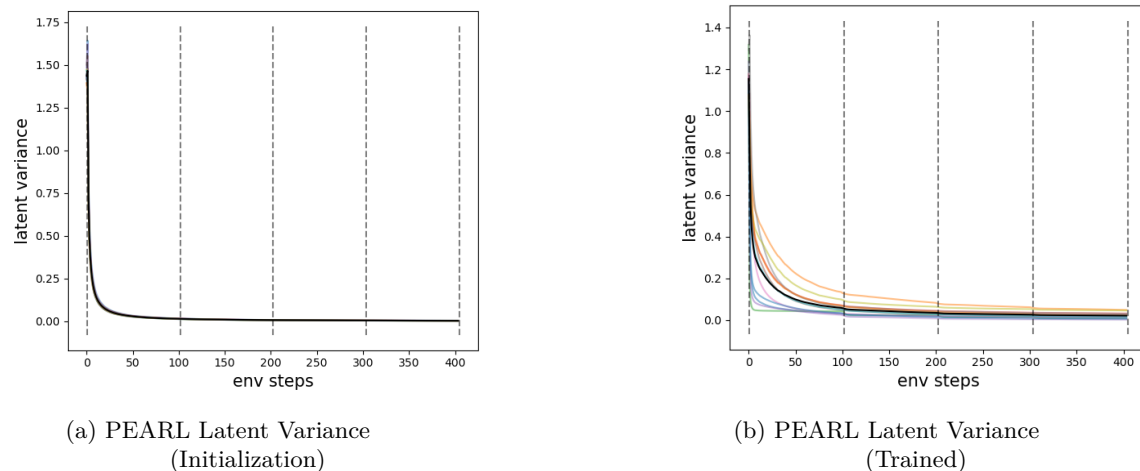 1.75
1.50
1.25
1.00
0.75
0.50
0.25
0.00
latent variance
0 50 100 150 200 250 300 350 400
env steps
(a) PEARL Latent Variance
(Initialization)
1.4
1.2
1.0
0.8
0.6
0.4
0.2
0.0
latent variance
0 50 100 150 200 250 300 350 400
env steps
(b) PEARL Latent Variance
(Trained)